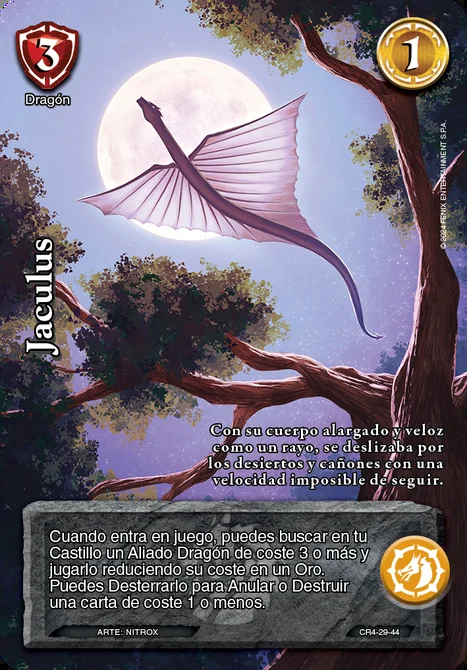 3
Dragón
1
© 2024 FENIX ENTERTAINMENT S.P.A.
Jaculus
Con su cuerpo alargado y veloz
como un rayo, se deslizaba por
los desiertos y cañones con una
velocidad imposible de seguir.
Cuando entra en juego, puedes buscar en tu
Castillo un Aliado Dragón de coste 3 o más y
jugarlo reduciendo su coste en un Oro.
Puedes Desterrarlo para Anular o Destruir
una carta de coste 1 o menos.
ARTE: NITROX
CR4-29-44